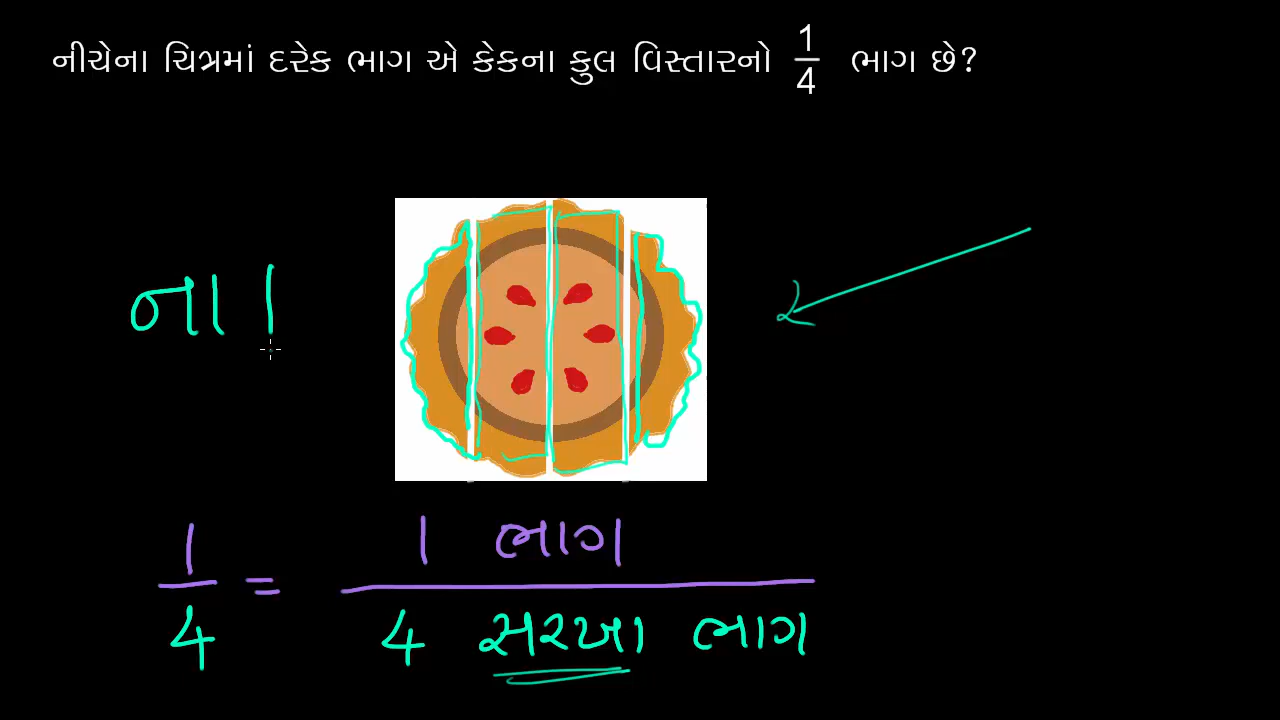 નીચેના ચિત્રમાં દરેક ભાગ એ કેકના કુલ વિસ્તારનો 1/4 ભાગ છે?
ના !
1/4 = 1 ભાગ / 4 સરખા ભાગ